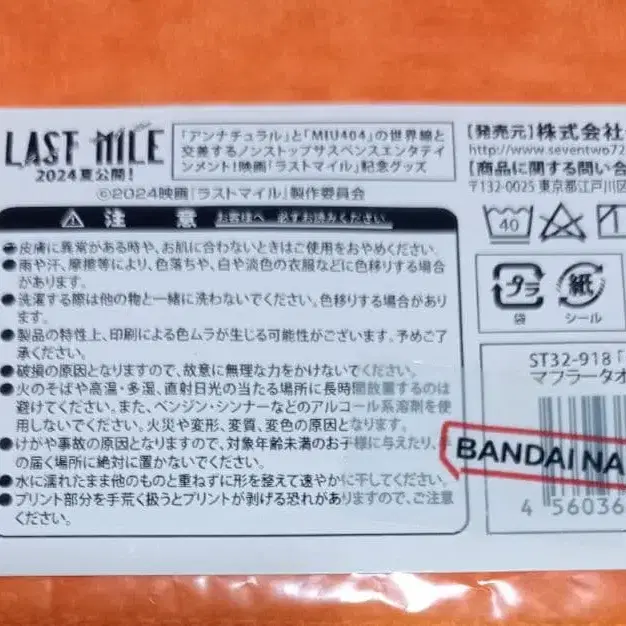 LAST MILE
2024夏公開!
「アンナチュラル」と「MIU404」の世界線と
交差するノンストップサスペンスエンタテイ
ンメント!映画「ラストマイル」記念グッズ
©2024映画『ラストマイル』製作委員会
注 意 お客様へ 必ずお読みください
●皮膚に異常がある時や、お肌に合わないときはご使用をおやめください。
●雨や汗、摩擦等により、色落ちや、白や淡色の衣服などに色移りする場合
があります。
●洗濯する際は他の物と一緒に洗わないでください。色移りする場合があり
ます。
●製品の特性上、印刷による色ムラが生じる可能性がございます。予めご了
承ください。
●破損の原因となりますので、故意に無理な力をかけないでください。
●火のそばや高温・多湿、直射日光の当たる場所に長時間放置するのは
避けてください。また、ベンジン・シンナーなどのアルコール系溶剤を使
用しないでください。火災や変形、変質、変色の原因となります。
●けがや事故の原因となりますので、対象年齢未満のお子様に与えたり、手
の届く場所に絶対に置かないでください。
●水に濡れたまま他のものと重ねずに形を整えて速やかに干してください。
●プリント部分を手荒く扱うとプリントが剥げる恐れがありますので、ご注意
ください。
[発売元]株式会社
http://www.seventwo72
[商品に関する問い合
〒132-0025 東京都江戸川区
40
プラ
袋
紙
シール
ST32-918「
マフラータオ
BANDAI NA
4 56036